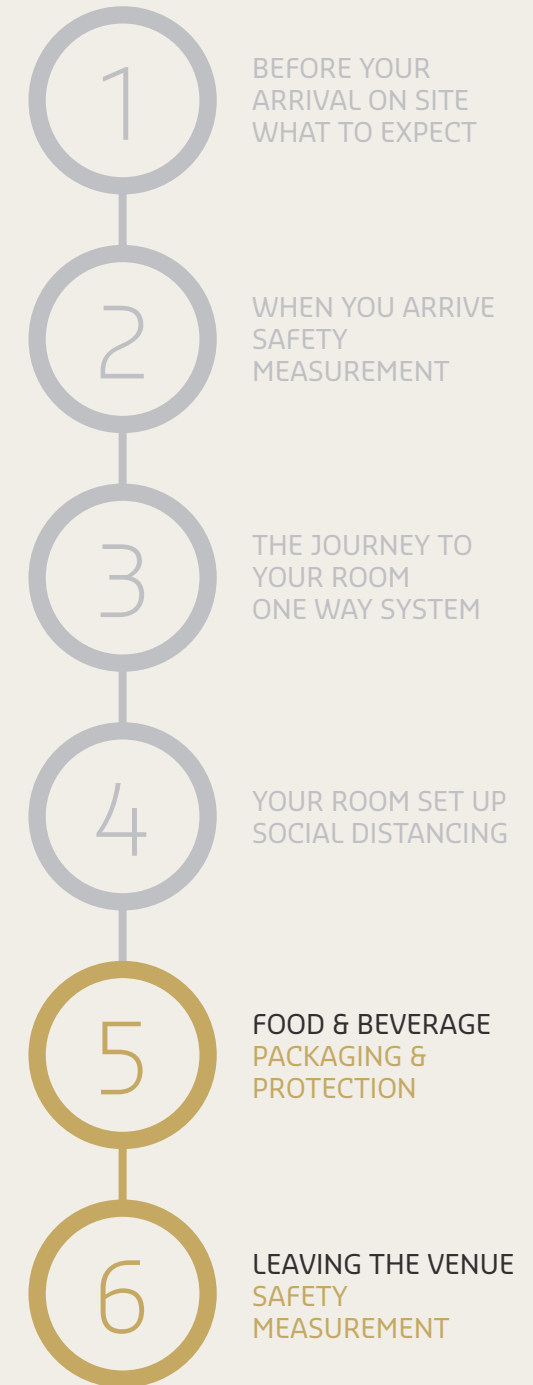 1
BEFORE YOUR
ARRIVAL ON SITE
WHAT TO EXPECT
2
WHEN YOU ARRIVE
SAFETY
MEASUREMENT
3
THE JOURNEY TO
YOUR ROOM
ONE WAY SYSTEM
4
YOUR ROOM SET UP
SOCIAL DISTANCING
5
FOOD & BEVERAGE
PACKAGING &
PROTECTION
6
LEAVING THE VENUE
SAFETY
MEASUREMENT